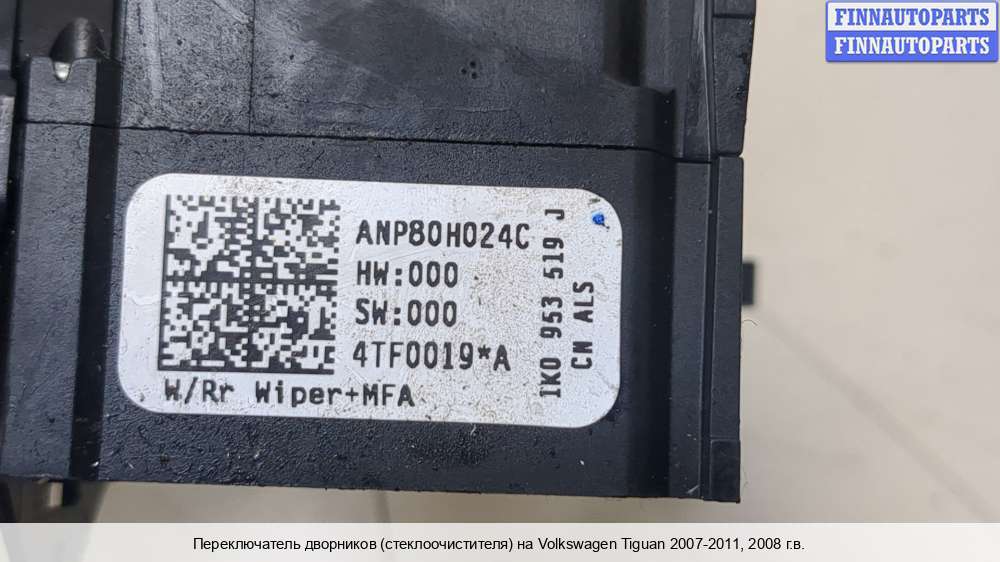 FINNAUTOPARTS
FINNAUTOPARTS
ANP80H024C
HW:000
SW:000
4TF0019*A
W/Rr Wiper+MFA
1K0 953 519 J
CN ALS
Переключатель дворников (стеклоочистителя) на Volkswagen Tiguan 2007-2011, 2008 г.в.